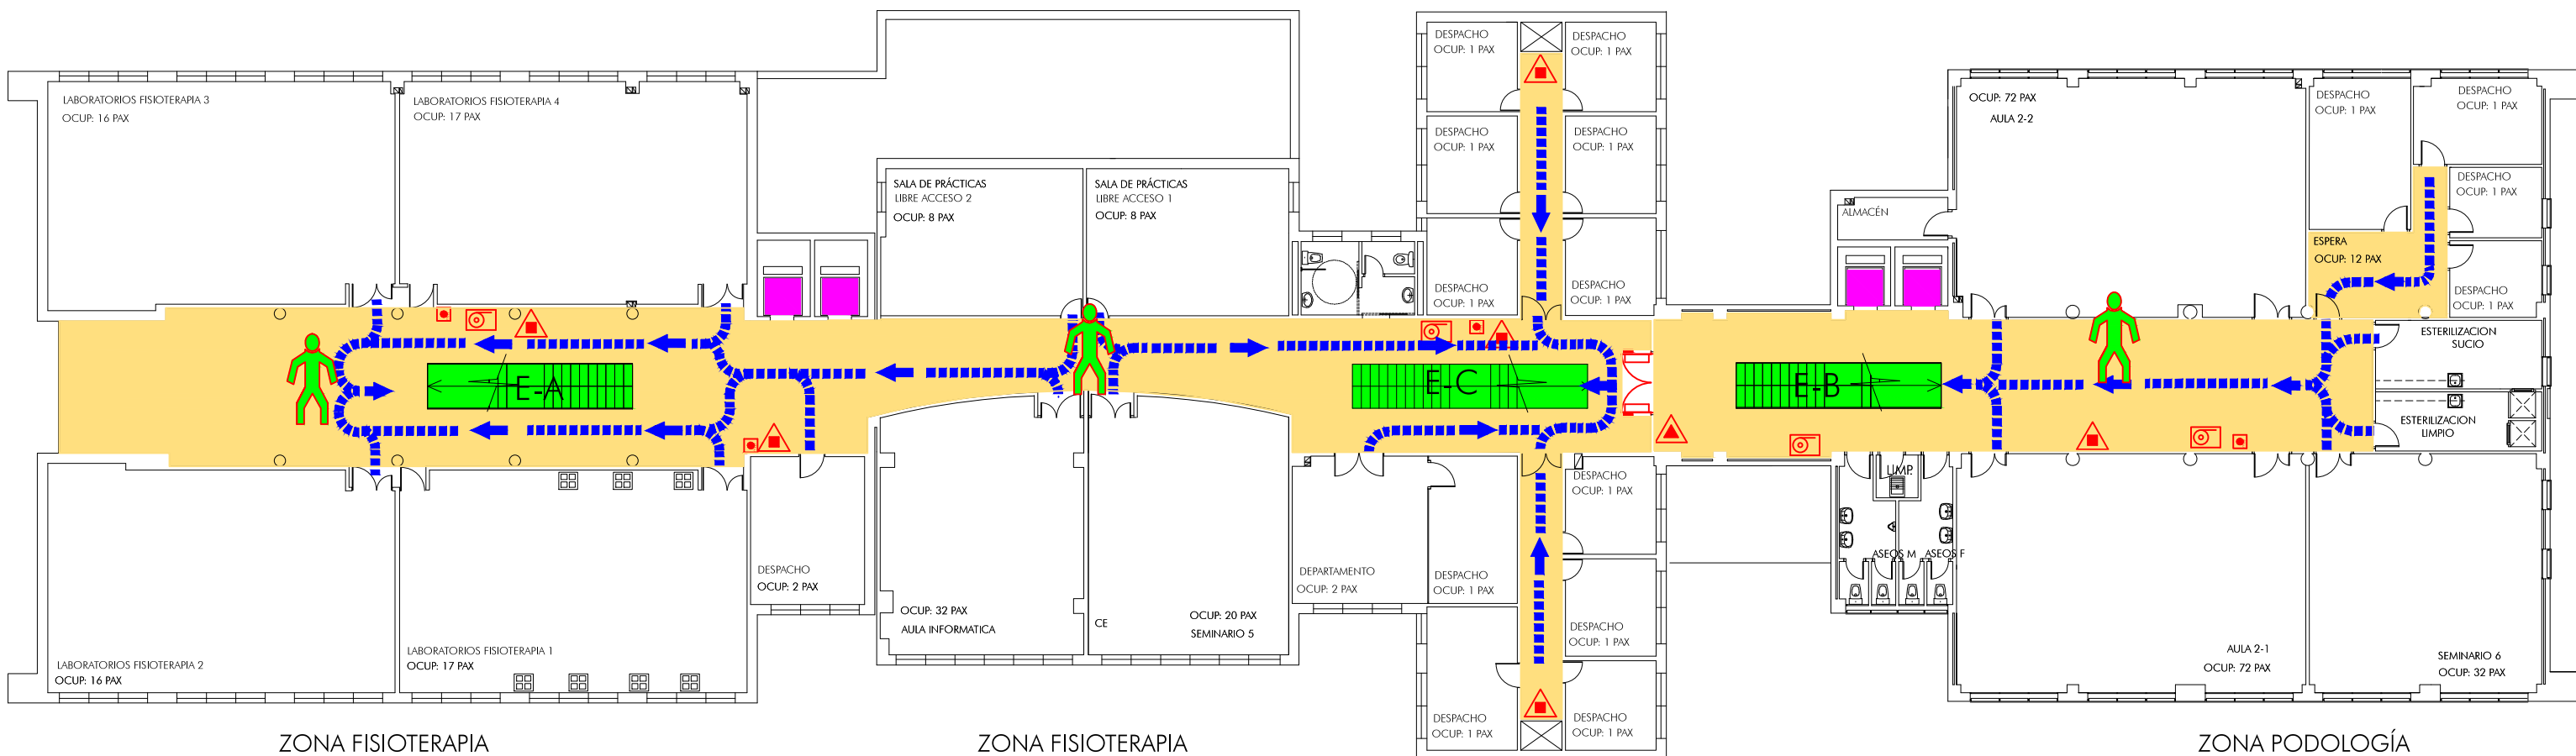 LABORATORIOS FISIOTERAPIA 3
OCUP: 16 PAX
LABORATORIOS FISIOTERAPIA 4
OCUP: 17 PAX
SALA DE PRÁCTICAS
LIBRE ACCESO 2
OCUP: 8 PAX
SALA DE PRÁCTICAS
LIBRE ACCESO 1
OCUP: 8 PAX
DESPACHO
OCUP: 1 PAX
DESPACHO
OCUP: 1 PAX
DESPACHO
OCUP: 1 PAX
DESPACHO
OCUP: 1 PAX
DESPACHO
OCUP: 1 PAX
DESPACHO
OCUP: 1 PAX
ALMACÉN
OCUP: 72 PAX
AULA 2-2
DESPACHO
OCUP: 1 PAX
DESPACHO
OCUP: 1 PAX
DESPACHO
OCUP: 1 PAX
ESPERA
OCUP: 12 PAX
DESPACHO
OCUP: 1 PAX
ESTERILIZACION
SUCIO
E-A
E-C
E-B
ESTERILIZACION
LIMPIO
LIMP.
ASEOS M
ASEOS F
LABORATORIOS FISIOTERAPIA 2
OCUP: 16 PAX
LABORATORIOS FISIOTERAPIA 1
OCUP: 17 PAX
DESPACHO
OCUP: 2 PAX
OCUP: 32 PAX
AULA INFORMATICA
CE
OCUP: 20 PAX
SEMINARIO 5
DEPARTAMENTO
OCUP: 2 PAX
DESPACHO
OCUP: 1 PAX
DESPACHO
OCUP: 1 PAX
DESPACHO
OCUP: 1 PAX
DESPACHO
OCUP: 1 PAX
DESPACHO
OCUP: 1 PAX
AULA 2-1
OCUP: 72 PAX
SEMINARIO 6
OCUP: 32 PAX
ZONA FISIOTERAPIA
ZONA FISIOTERAPIA
ZONA PODOLOGÍA